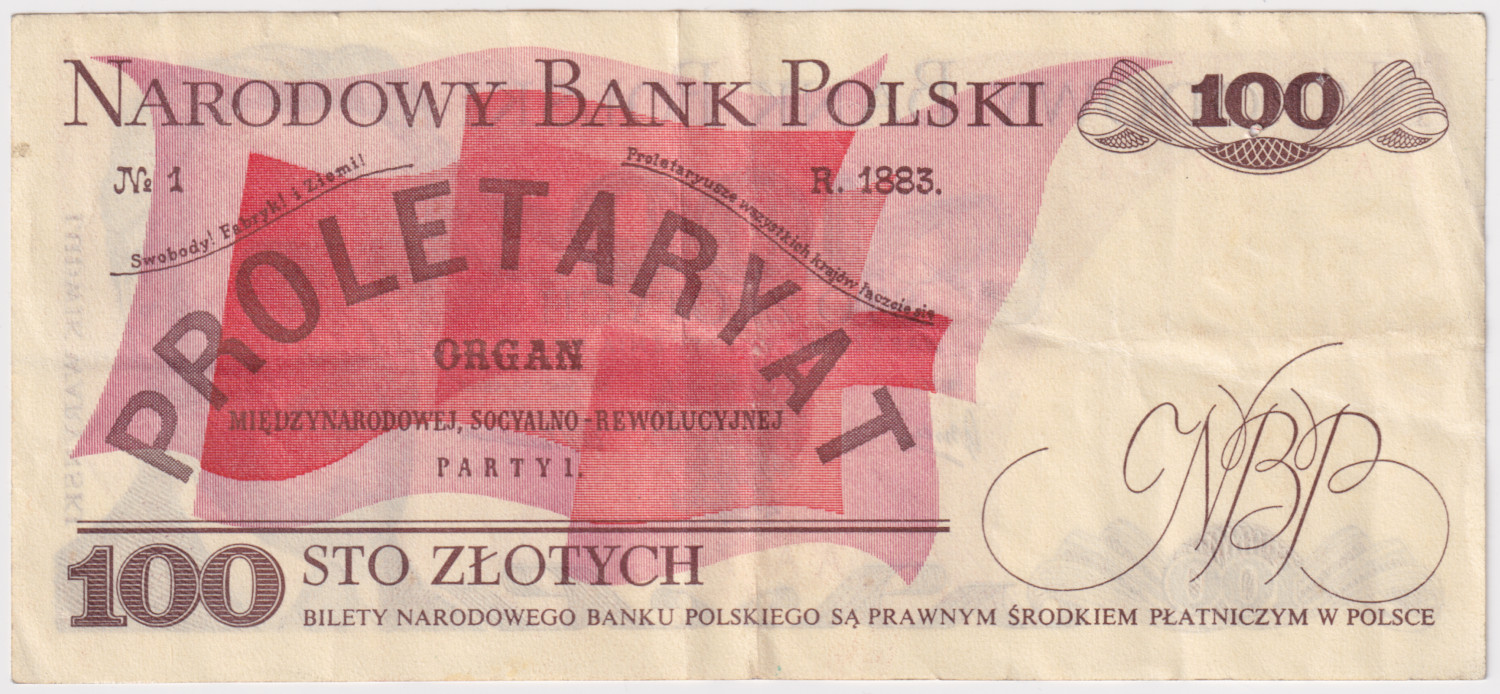 NARODOWY BANK POLSKI
100
№ 1
R. 1883.
Swobody! Fabryk! i Ziemi!
Proletaryusze wszystkich krajów łączcie się
PROLETARYAT
ORGAN
MIĘDZYNARODOWEJ, SOCYALNO-REWOLUCYJNEJ
PARTYI.
NBP
100 STO ZŁOTYCH
BILETY NARODOWEGO BANKU POLSKIEGO SĄ PRAWNYM ŚRODKIEM PŁATNICZYM W POLSCE